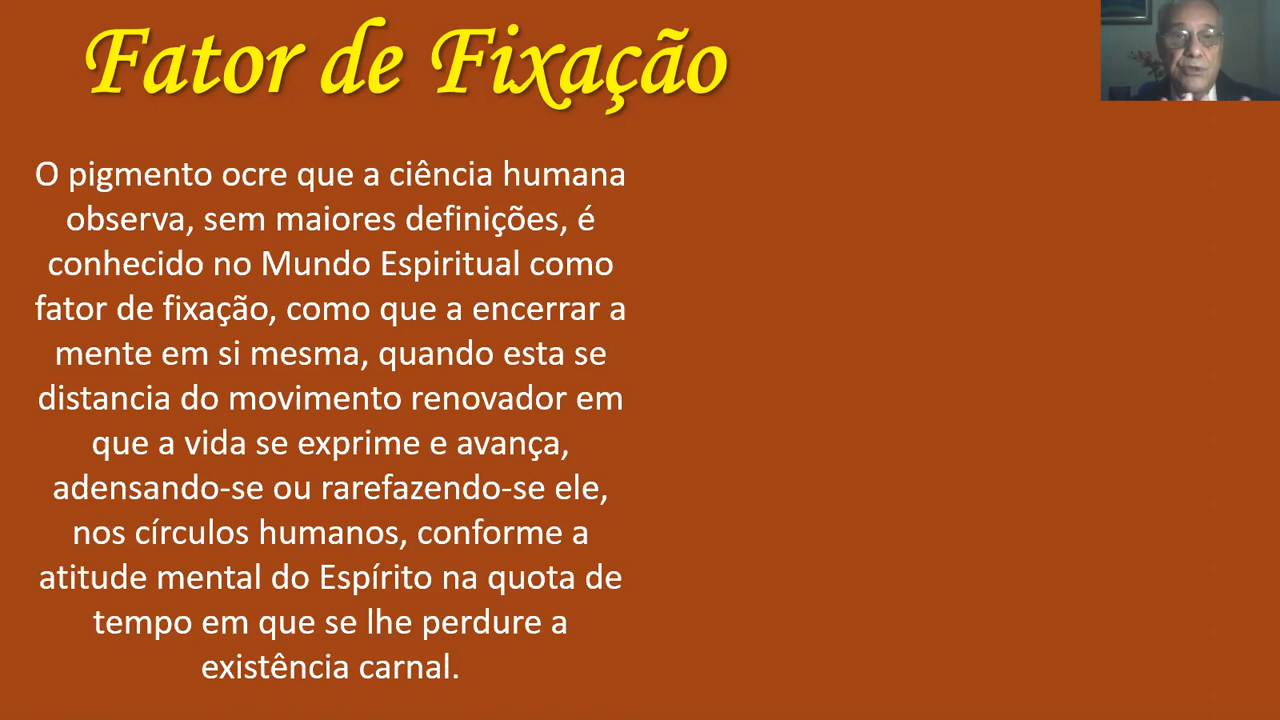 Fator de Fixação
O pigmento ocre que a ciência humana
observa, sem maiores definições, é
conhecido no Mundo Espiritual como
fator de fixação, como que a encerrar a
mente em si mesma, quando esta se
distancia do movimento renovador em
que a vida se exprime e avança,
adensando-se ou rarefazendo-se ele,
nos círculos humanos, conforme a
atitude mental do Espírito na quota de
tempo em que se lhe perdure a
existência carnal.